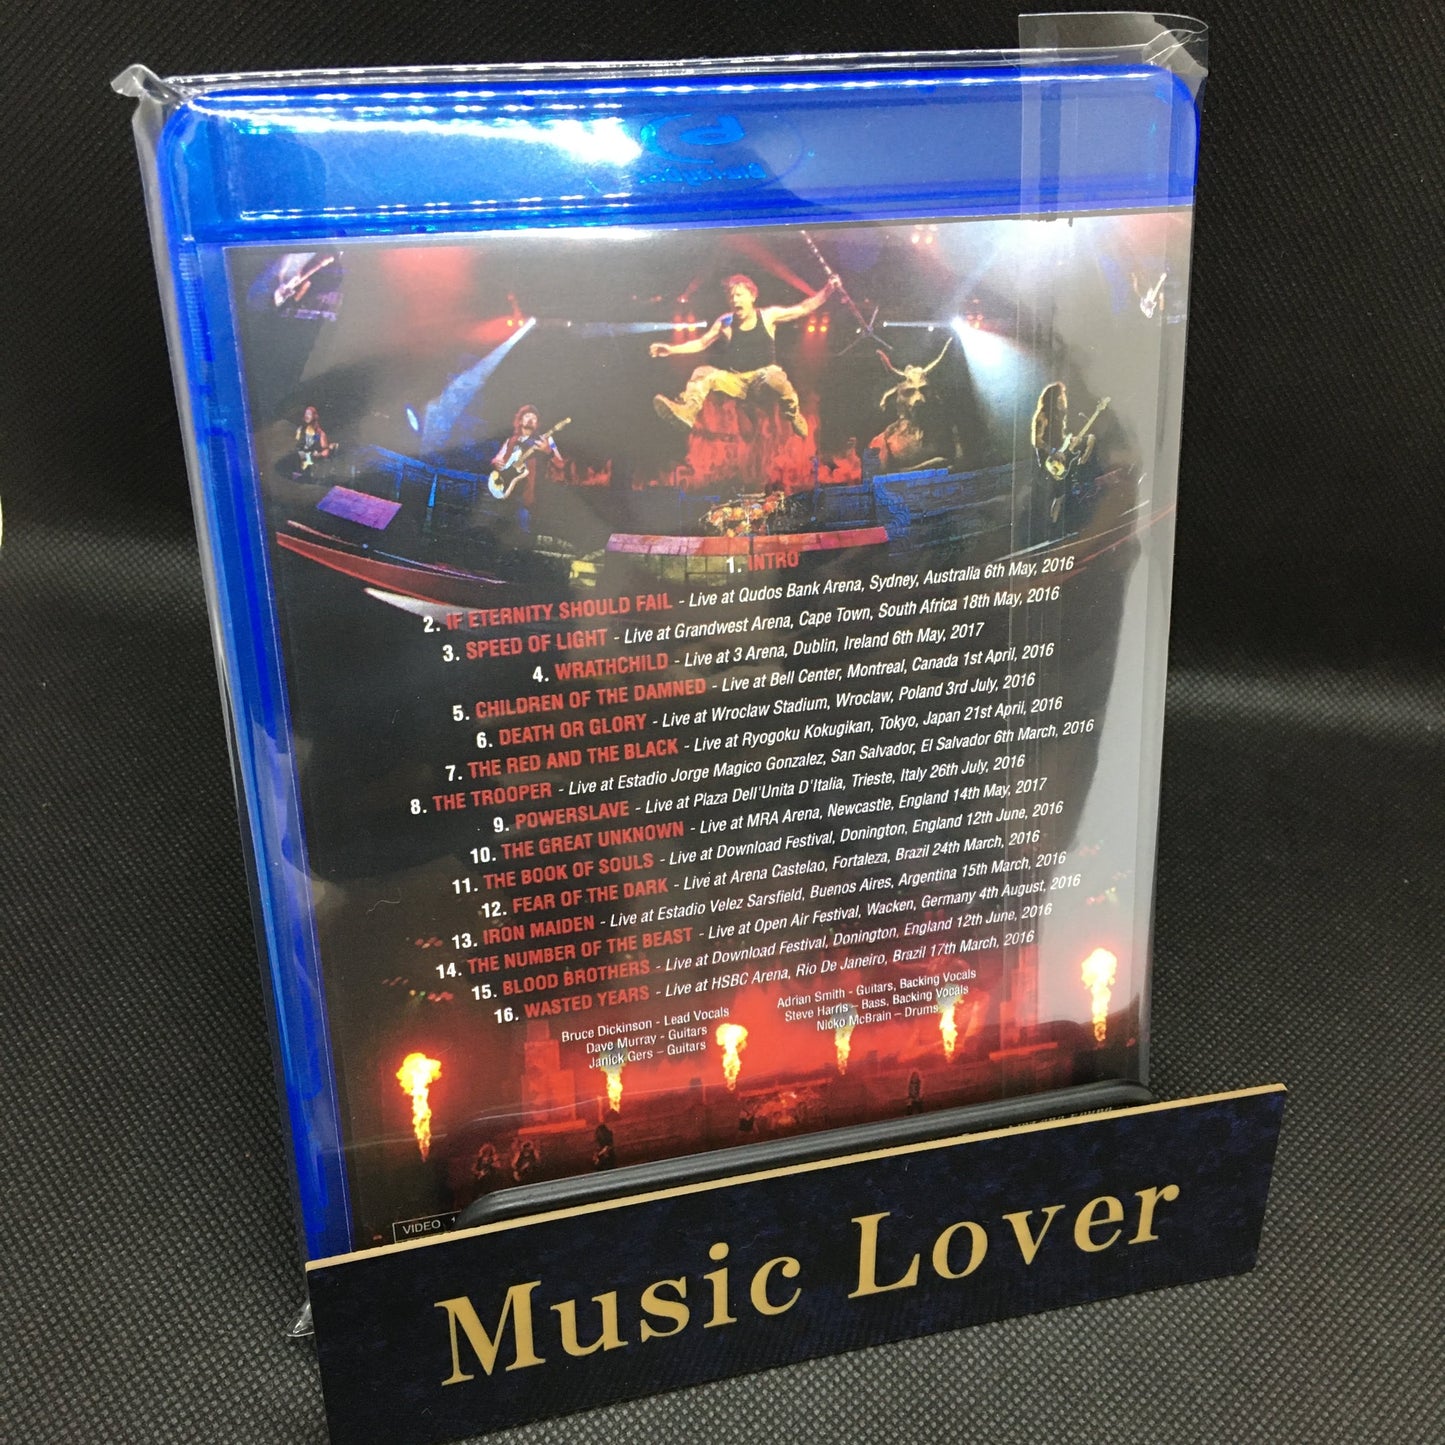 1. INTRO
2. IF ETERNITY SHOULD FAIL - Live at Qudos Bank Arena, Sydney, Australia 6th May, 2016
3. SPEED OF LIGHT - Live at Grandwest Arena, Cape Town, South Africa 18th May, 2016
4. WRATHCHILD - Live at 3 Arena, Dublin, Ireland 6th May, 2017
5. CHILDREN OF THE DAMNED - Live at Bell Center, Montreal, Canada 1st April, 2016
6. DEATH OR GLORY - Live at Wroclaw Stadium, Wroclaw, Poland 3rd July, 2016
7. THE RED AND THE BLACK - Live at Ryogoku Kokugikan, Tokyo, Japan 21st April, 2016
8. THE TROOPER - Live at Estadio Jorge Magico Gonzalez, San Salvador, El Salvador 6th March, 2016
9. POWERSLAVE - Live at Plaza Dell'Unita D'Italia, Trieste, Italy 26th July, 2016
10. THE GREAT UNKNOWN - Live at MRA Arena, Newcastle, England 14th May, 2017
11. THE BOOK OF SOULS - Live at Download Festival, Donington, England 12th June, 2016
12. FEAR OF THE DARK - Live at Arena Castelao, Fortaleza, Brazil 24th March, 2016
13. IRON MAIDEN - Live at Estadio Velez Sarsfield, Buenos Aires, Argentina 15th March, 2016
14. THE NUMBER OF THE BEAST - Live at Open Air Festival, Wacken, Germany 4th August, 2016
15. BLOOD BROTHERS - Live at Download Festival, Donington, England 12th June, 2016
16. WASTED YEARS - Live at HSBC Arena, Rio De Janeiro, Brazil 17th March, 2016
Bruce Dickinson - Lead Vocals
Dave Murray - Guitars
Janick Gers – Guitars
Adrian Smith - Guitars, Backing Vocals
Steve Harris – Bass, Backing Vocals
Nicko McBrain – Drums
VIDEO
Music Lover